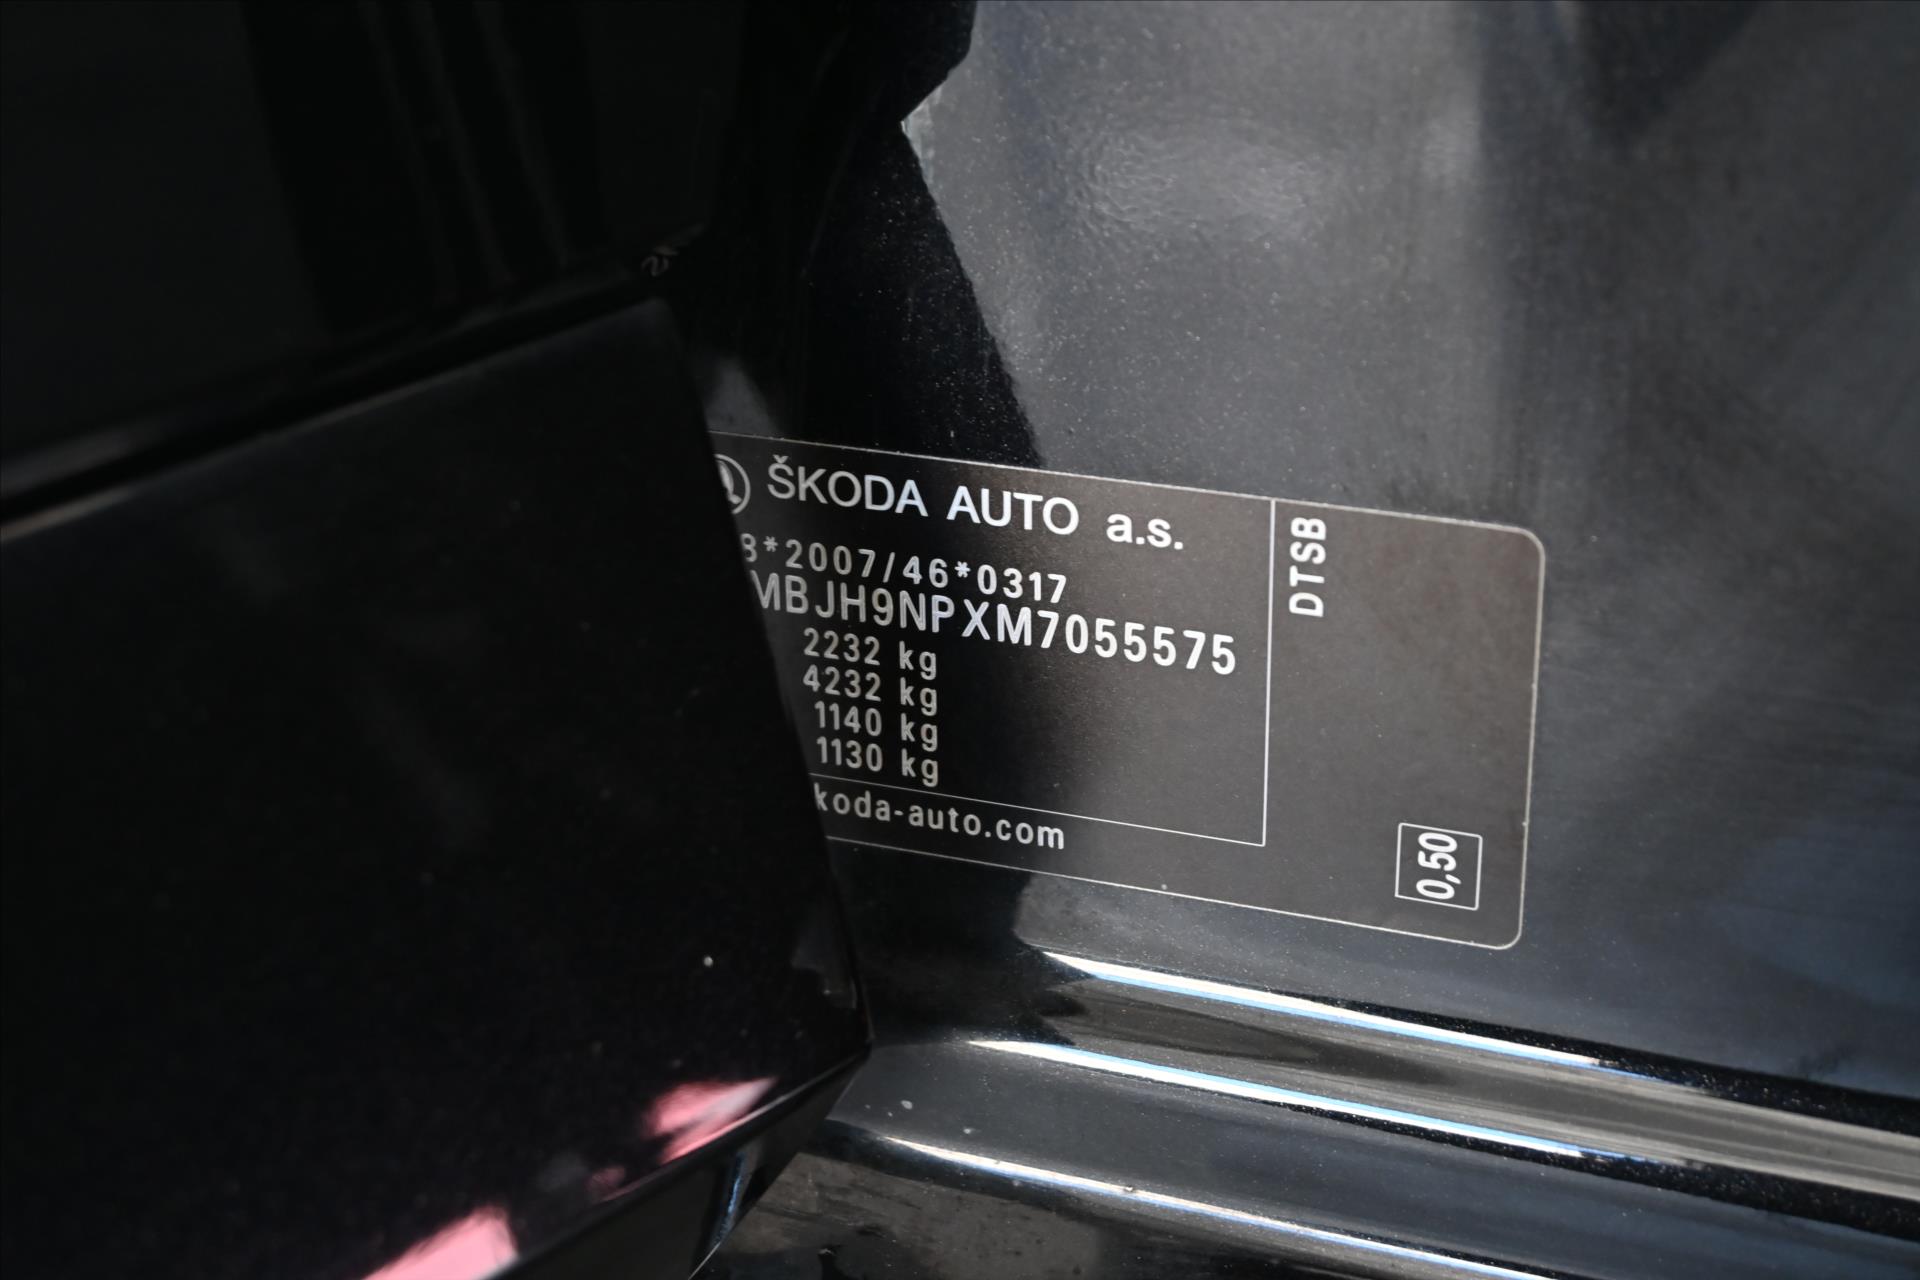 ŠKODA AUTO a.s.
8*2007/46*0317
MBJH9NPXM7055575
2232 kg
4232 kg
1140 kg
1130 kg
koda-auto.com
DTSB
0,50